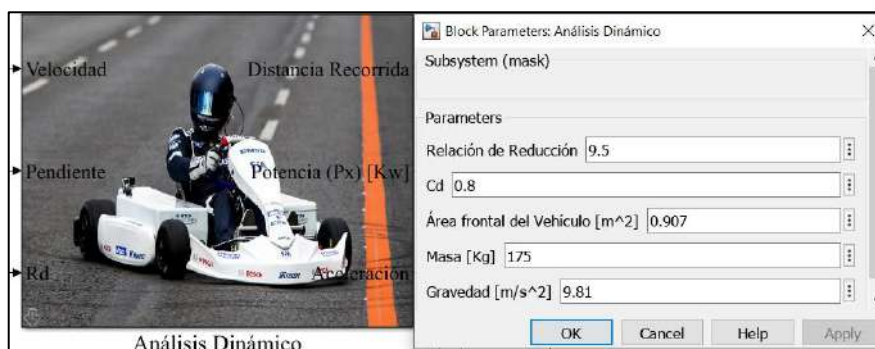 Velocidad
Distancia Recorrida
Pendiente
Potencia (Px) [Kw]
Rd
Aceleración
Análisis Dinámico
Block Parameters: Análisis Dinámico
Subsystem (mask)
Parameters
Relación de Reducción 9.5
Cd 0.8
Área frontal del Vehículo [m^2] 0.907
Masa [Kg] 175
Gravedad [m/s^2] 9.81
OK Cancel Help Apply